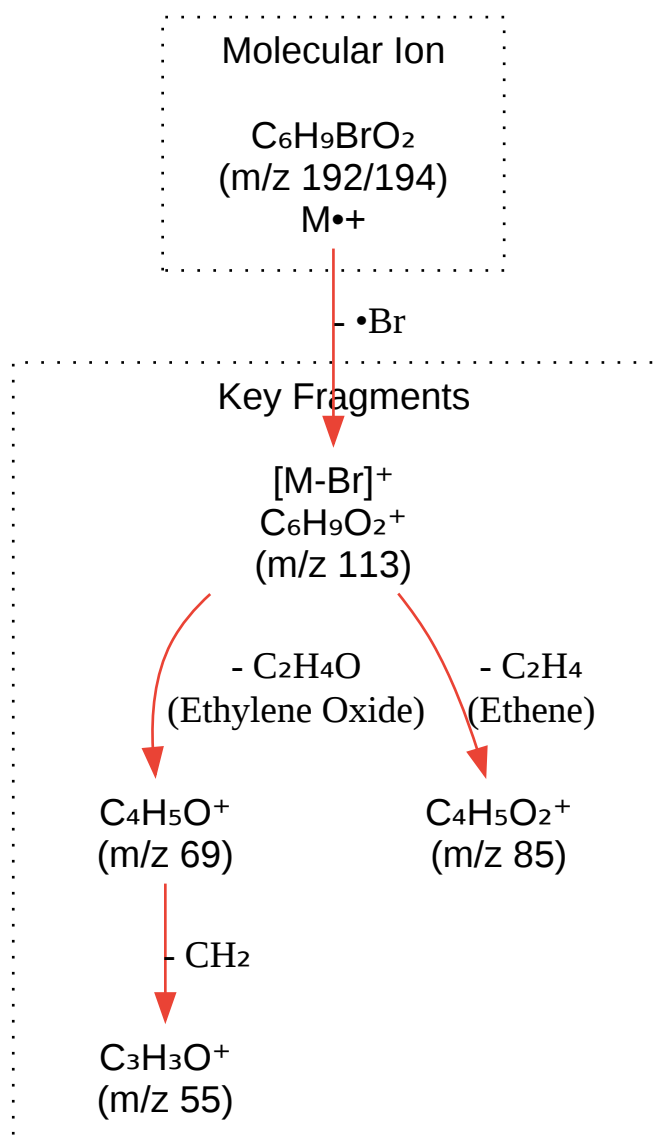 Molecular Ion
C₆H₉BrO₂
(m/z 192/194)
M•+
- •Br
Key Fragments
[M-Br]⁺
C₆H₉O₂⁺
(m/z 113)
- C₂H₄O
(Ethylene Oxide)
- C₂H₄
(Ethene)
C₄H₅O⁺
(m/z 69)
C₄H₅O₂⁺
(m/z 85)
- CH₂
C₃H₃O⁺
(m/z 55)